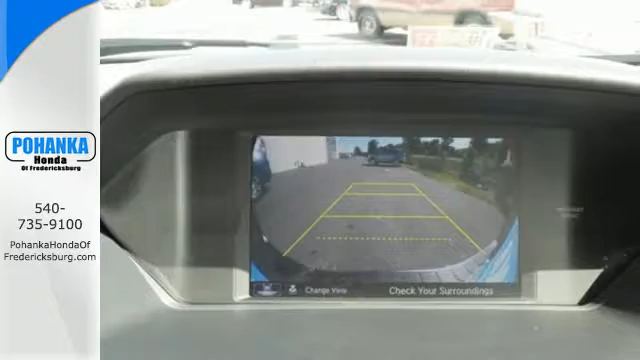 POHANKA
Honda
Of Fredericksburg
540-
735-9100
PohankaHondaOf
Fredericksburg.com
Change View
Check Your Surroundings